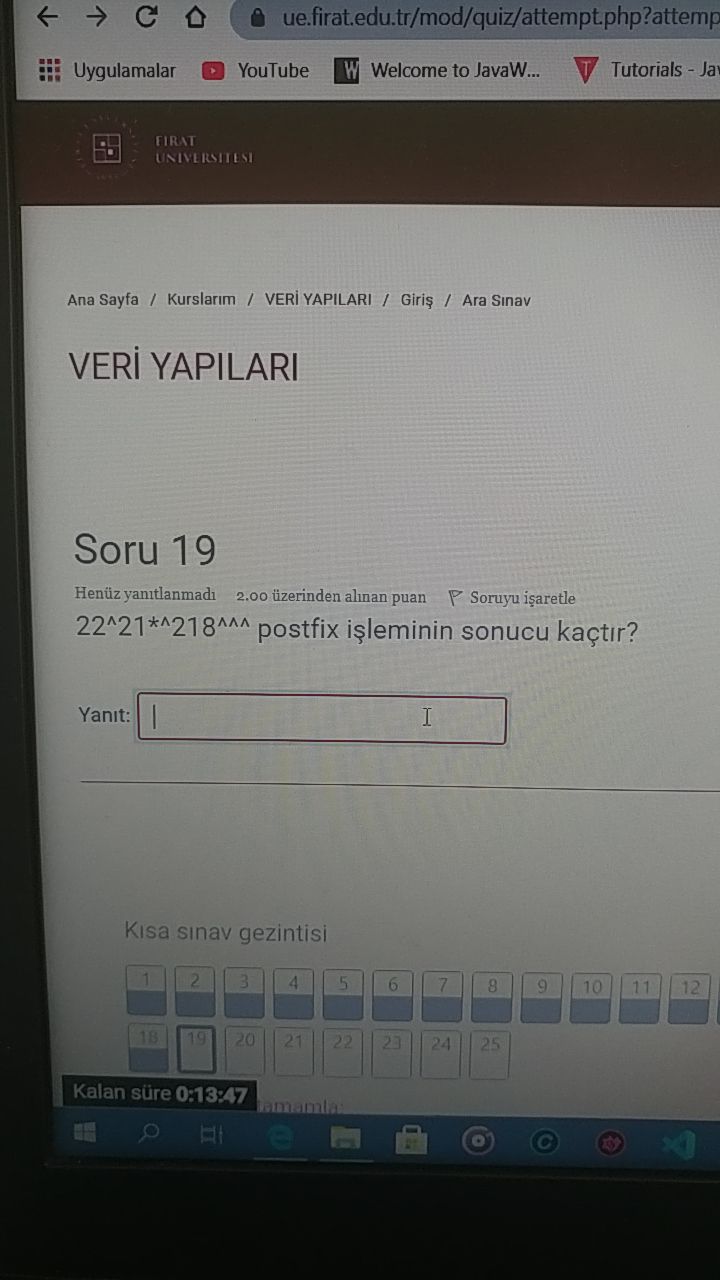 ue.firat.edu.tr/mod/quiz/attempt.php?attemp
Uygulamalar YouTube Welcome to JavaW... Tutorials - Jav
FIRAT
ÜNİVERSİTESİ
Ana Sayfa / Kurslarım / VERİ YAPILARI / Giriş / Ara Sınav
VERİ YAPILARI
Soru 19
Henüz yanıtlanmadı 2.00 üzerinden alınan puan Soruyu işaretle
22^21*^218^^^ postfix işleminin sonucu kaçtır?
Yanıt:
Kısa sınav gezintisi
1 2 3 4 5 6 7 8 9 10 11 12
18 19 20 21 22 23 24 25
Kalan süre 0:13:47